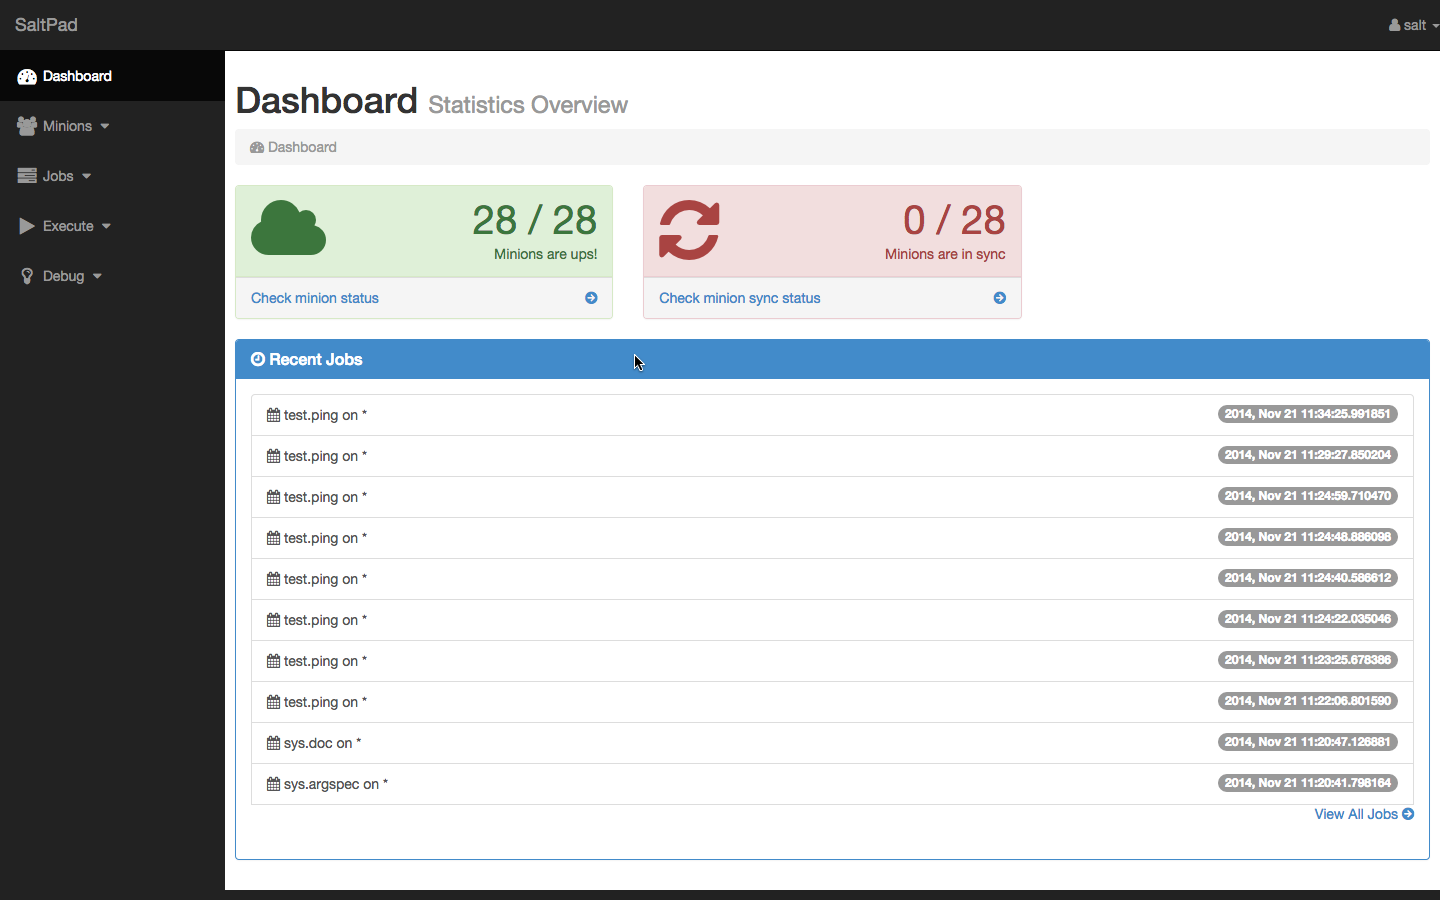 SaltPad
salt
Dashboard
Minions
Jobs
Execute
Debug
Dashboard Statistics Overview
Dashboard
28 / 28
Minions are ups!
Check minion status
0 / 28
Minions are in sync
Check minion sync status
Recent Jobs
test.ping on * 2014, Nov 21 11:34:25.991851
test.ping on * 2014, Nov 21 11:29:27.850204
test.ping on * 2014, Nov 21 11:24:59.710470
test.ping on * 2014, Nov 21 11:24:48.886098
test.ping on * 2014, Nov 21 11:24:40.586612
test.ping on * 2014, Nov 21 11:24:22.035046
test.ping on * 2014, Nov 21 11:23:25.678386
test.ping on * 2014, Nov 21 11:22:06.801590
sys.doc on * 2014, Nov 21 11:20:47.126881
sys.argspec on * 2014, Nov 21 11:20:41.798164
View All Jobs